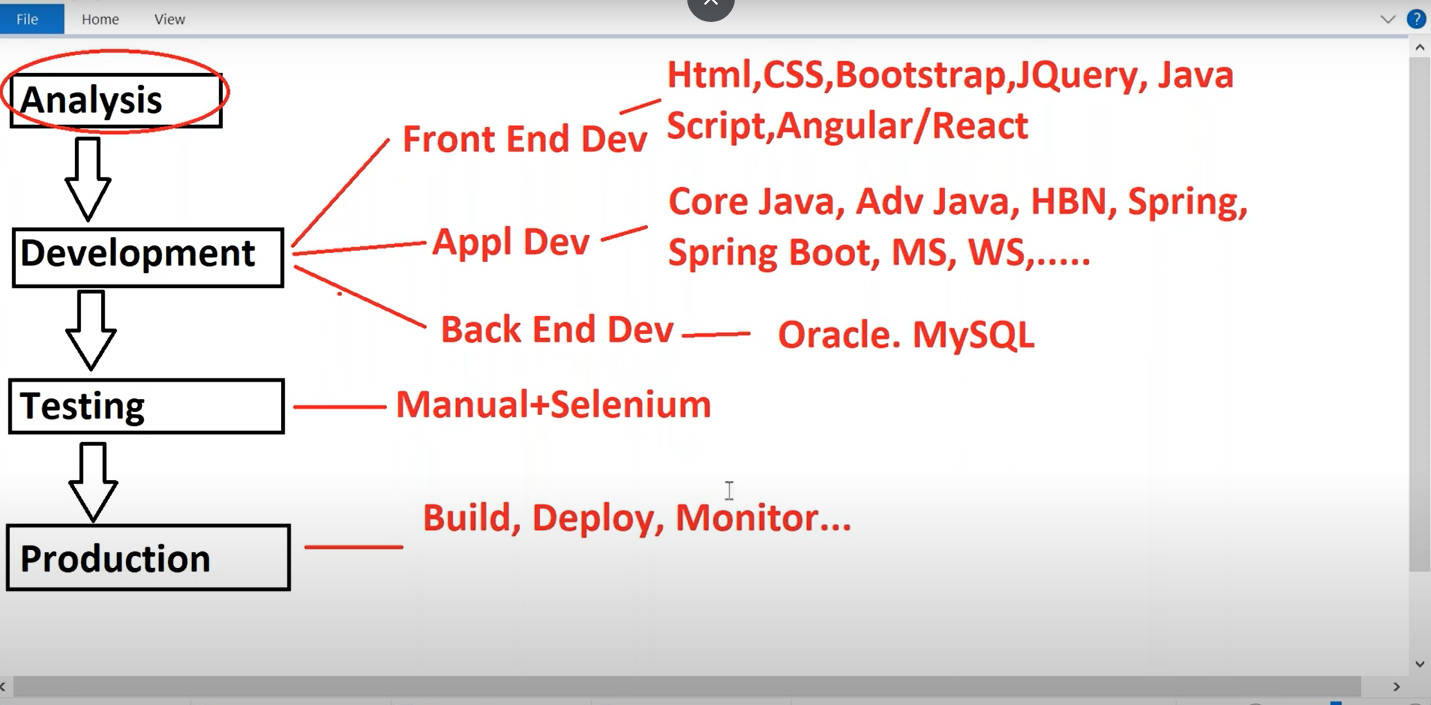 File Home View
Analysis
Html,CSS,Bootstrap,JQuery, Java
Script,Angular/React
Front End Dev
Core Java, Adv Java, HBN, Spring,
Spring Boot, MS, WS,.....
Appl Dev
Development
Back End Dev
Oracle. MySQL
Testing
Manual+Selenium
Build, Deploy, Monitor...
Production